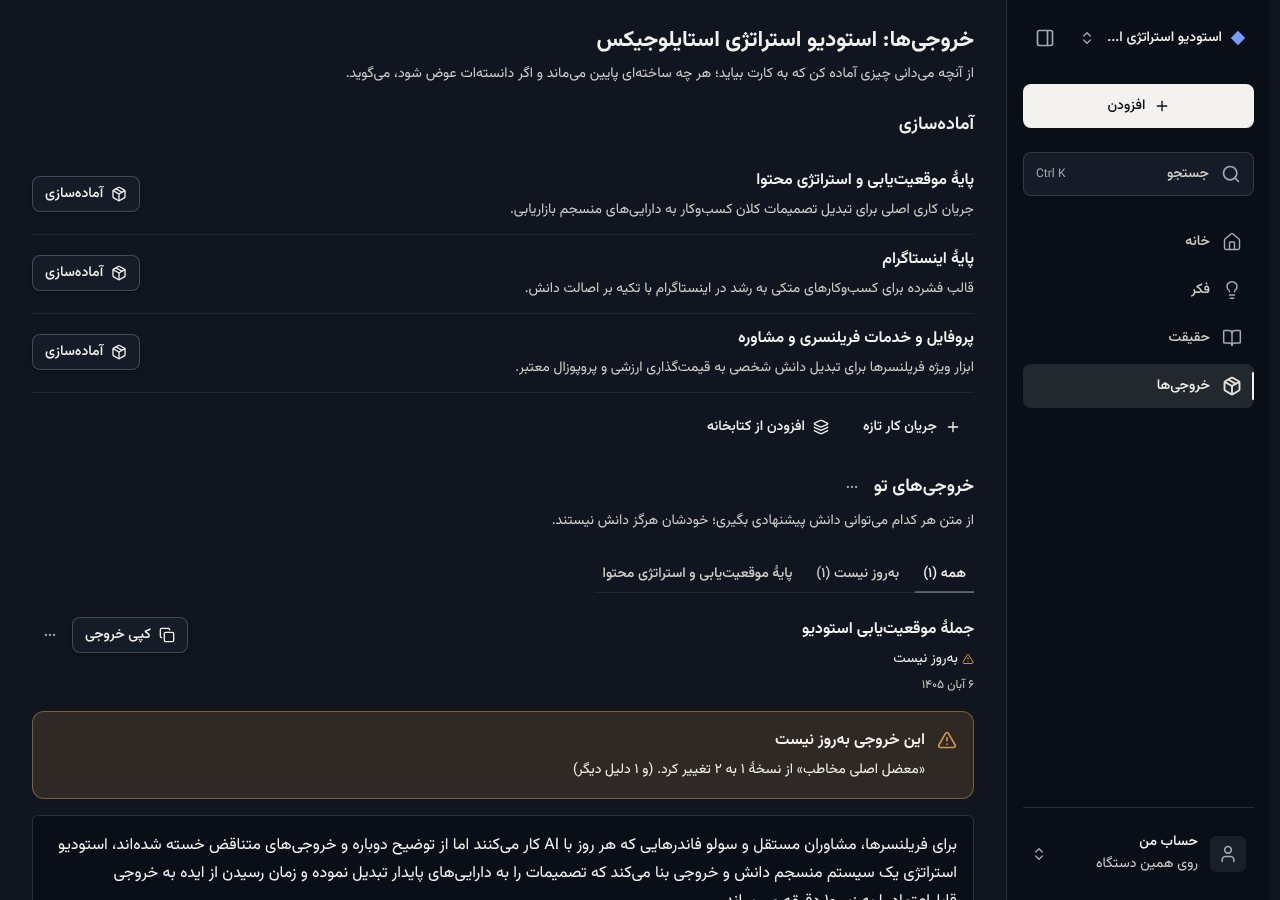 استودیو استراتژی ا...
افزودن
جستجو
Ctrl K
خانه
فکر
حقیقت
خروجی‌ها
حساب من
روی همین دستگاه
خروجی‌ها: استودیو استراتژی استایلوجیکس
از آنچه می‌دانی چیزی آماده کن که به کارت بیاید؛ هر چه ساخته‌ای پایین می‌ماند و اگر دانسته‌ات عوض شود، می‌گوید.
آماده‌سازی
پایهٔ موقعیت‌یابی و استراتژی محتوا
جریان کاری اصلی برای تبدیل تصمیمات کلان کسب‌وکار به دارایی‌های منسجم بازاریابی.
آماده‌سازی
پایهٔ اینستاگرام
قالب فشرده برای کسب‌وکارهای متکی به رشد در اینستاگرام با تکیه بر اصالت دانش.
آماده‌سازی
پروفایل و خدمات فریلنسری و مشاوره
ابزار ویژه فریلنسرها برای تبدیل دانش شخصی به قیمت‌گذاری ارزشی و پروپوزال معتبر.
آماده‌سازی
جریان کار تازه
افزودن از کتابخانه
خروجی‌های تو
از متن هر کدام می‌توانی دانش پیشنهادی بگیری؛ خودشان هرگز دانش نیستند.
همه (۱)
به‌روز نیست (۱)
پایهٔ موقعیت‌یابی و استراتژی محتوا
جملهٔ موقعیت‌یابی استودیو
کپی خروجی
به‌روز نیست
۶ آبان ۱۴۰۵
این خروجی به‌روز نیست
«معضل اصلی مخاطب» از نسخهٔ ۱ به ۲ تغییر کرد. (و ۱ دلیل دیگر)
برای فریلنسرها، مشاوران مستقل و سولو فاندرهایی که هر روز با AI کار می‌کنند اما از توضیح دوباره و خروجی‌های متناقض خسته شده‌اند، استودیو
استراتژی یک سیستم منسجم دانش و خروجی بنا می‌کند که تصمیمات را به دارایی‌های پایدار تبدیل نموده و زمان رسیدن از ایده به خروجی